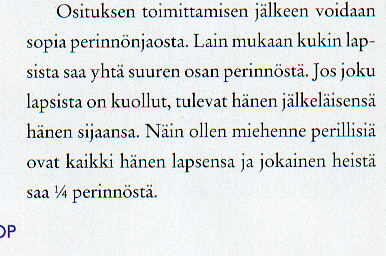 Osituksen toimittamisen jälkeen voidaan
sopia perinnönjaosta. Lain mukaan kukin lap-
sista saa yhtä suuren osan perinnöstä. Jos joku
lapsista on kuollut, tulevat hänen jälkeläisensä
hänen sijaansa. Näin ollen miehenne perillisiä
ovat kaikki hänen lapsensa ja jokainen heistä
saa ¼ perinnöstä.
OP